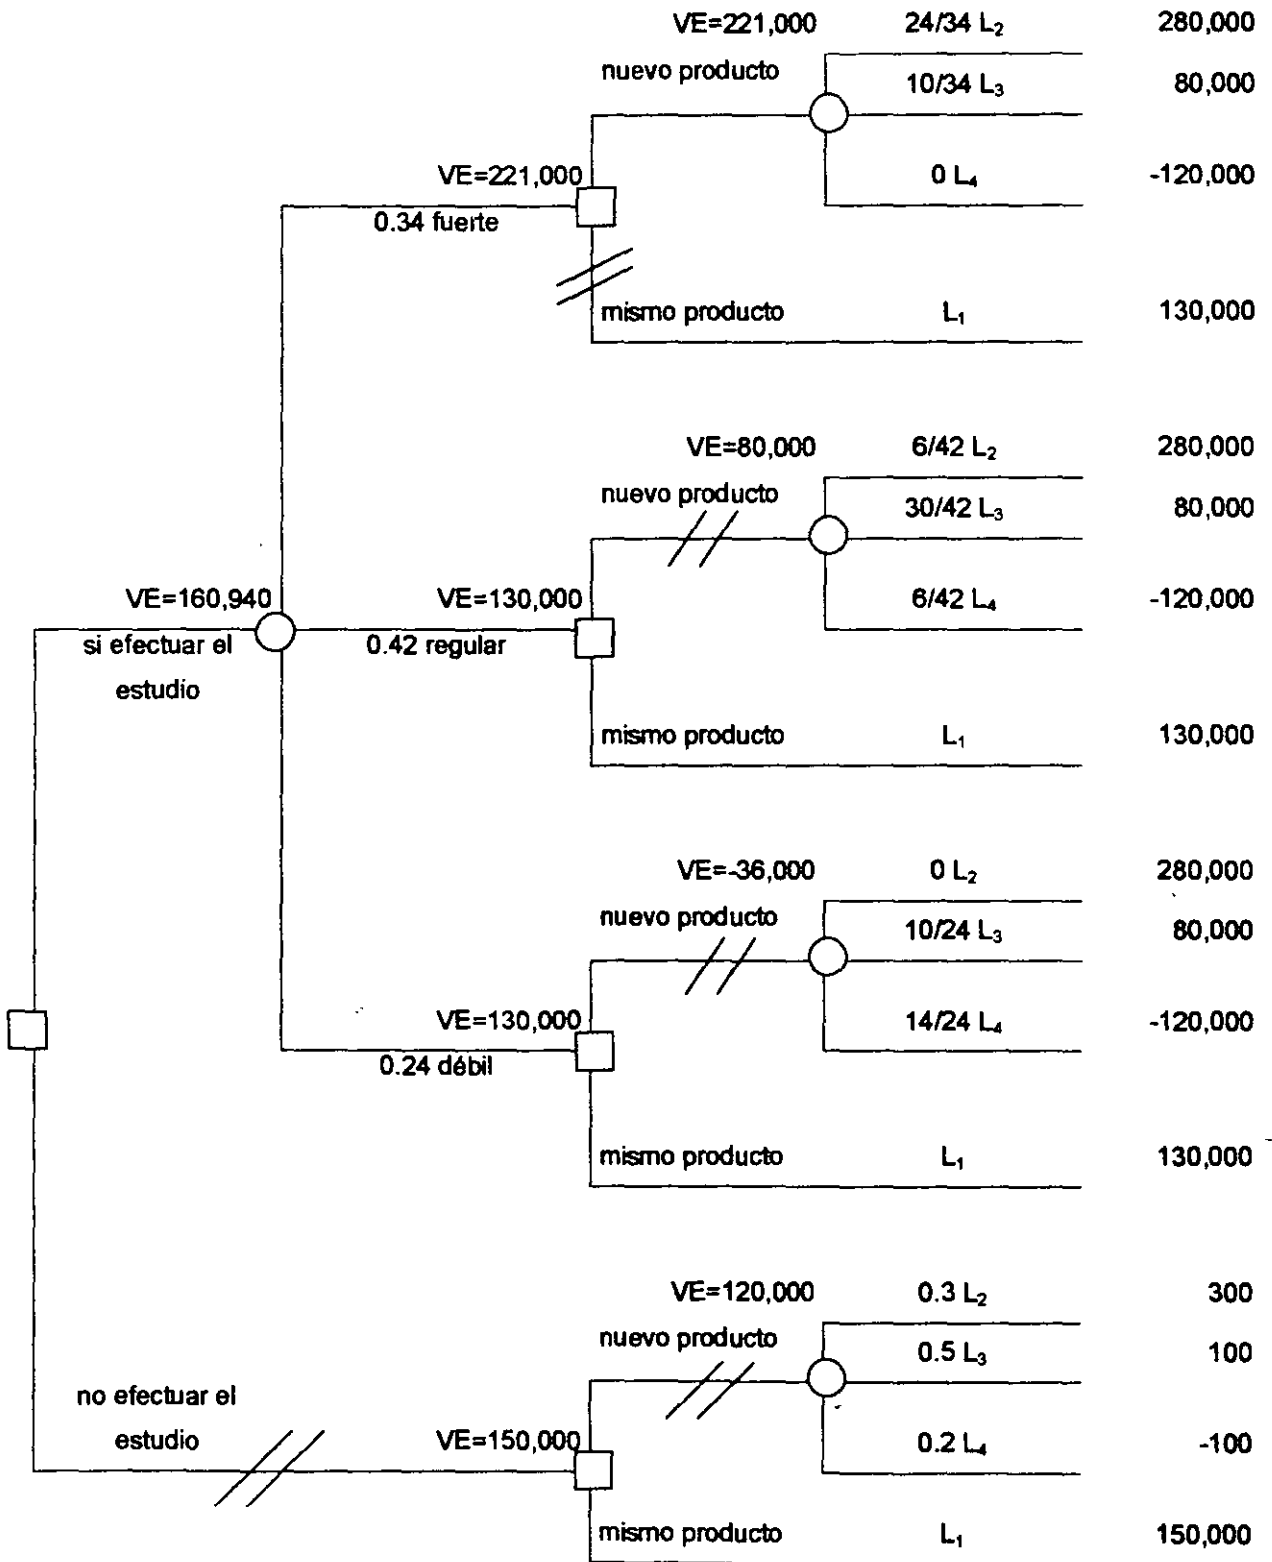 VE=221,000 24/34 L₂ 280,000
nuevo producto 10/34 L₃ 80,000
VE=221,000 0 L₄ -120,000
0.34 fuerte
mismo producto L₁ 130,000
VE=80,000 6/42 L₂ 280,000
nuevo producto 30/42 L₃ 80,000
VE=160,940 VE=130,000 6/42 L₄ -120,000
si efectuar el 0.42 regular
estudio
mismo producto L₁ 130,000
VE=-36,000 0 L₂ 280,000
nuevo producto 10/24 L₃ 80,000
VE=130,000 14/24 L₄ -120,000
0.24 débil
mismo producto L₁ 130,000
VE=120,000 0.3 L₂ 300
nuevo producto 0.5 L₃ 100
no efectuar el
estudio VE=150,000 0.2 L₄ -100
mismo producto L₁ 150,000